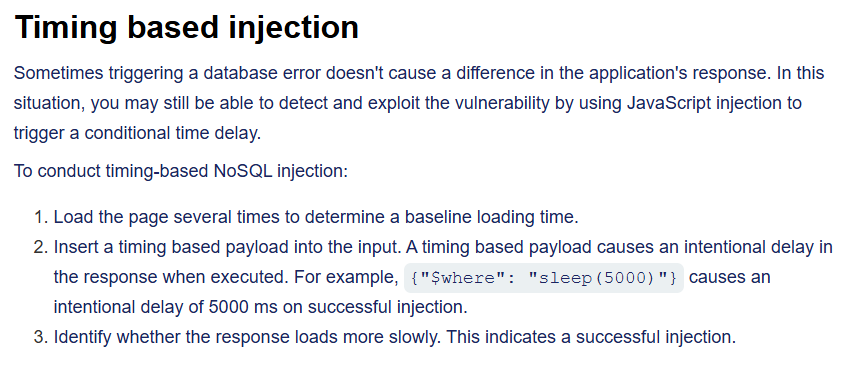 Timing based injection
Sometimes triggering a database error doesn't cause a difference in the application's response. In this
situation, you may still be able to detect and exploit the vulnerability by using JavaScript injection to
trigger a conditional time delay.
To conduct timing-based NoSQL injection:
1. Load the page several times to determine a baseline loading time.
2. Insert a timing based payload into the input. A timing based payload causes an intentional delay in
the response when executed. For example, {"$where": "sleep(5000)"} causes an
intentional delay of 5000 ms on successful injection.
3. Identify whether the response loads more slowly. This indicates a successful injection.